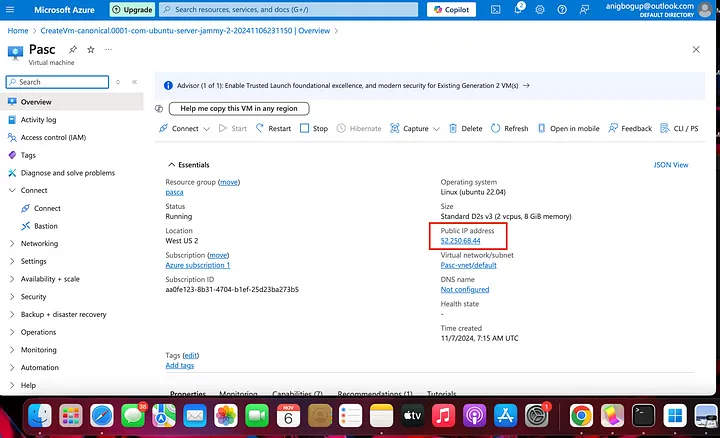 Microsoft Azure
Upgrade
Search resources, services, and docs (G+/)
Copilot
2
anigbogup@outlook.com
DEFAULT DIRECTORY
Home > CreateVm-canonical.0001-com-ubuntu-server-jammy-2-20241106231150 | Overview >
Pasc
Virtual machine
Search
Overview
Activity log
Access control (IAM)
Tags
Diagnose and solve problems
Connect
Connect
Bastion
Networking
Settings
Availability + scale
Security
Backup + disaster recovery
Operations
Monitoring
Automation
Help
Advisor (1 of 1): Enable Trusted Launch foundational excellence, and modern security for Existing Generation 2 VM(s)
Help me copy this VM in any region
Connect Start Restart Stop Hibernate Capture Delete Refresh Open in mobile Feedback CLI / PS
Essentials
JSON View
Resource group (move)
pasca
Status
Running
Location
West US 2
Subscription (move)
Azure subscription 1
Subscription ID
aa0fe123-8b31-4704-b1ef-25d23ba273b5
Operating system
Linux (ubuntu 22.04)
Size
Standard D2s v3 (2 vcpus, 8 GiB memory)
Public IP address
52.250.68.44
Virtual network/subnet
Pasc-vnet/default
DNS name
Not configured
Health state
-
Time created
11/7/2024, 7:15 AM UTC
Tags (edit)
Add tags
Properties Monitoring Capabilities (7) Recommendations Tutorials
38
NOV
6
tv
1